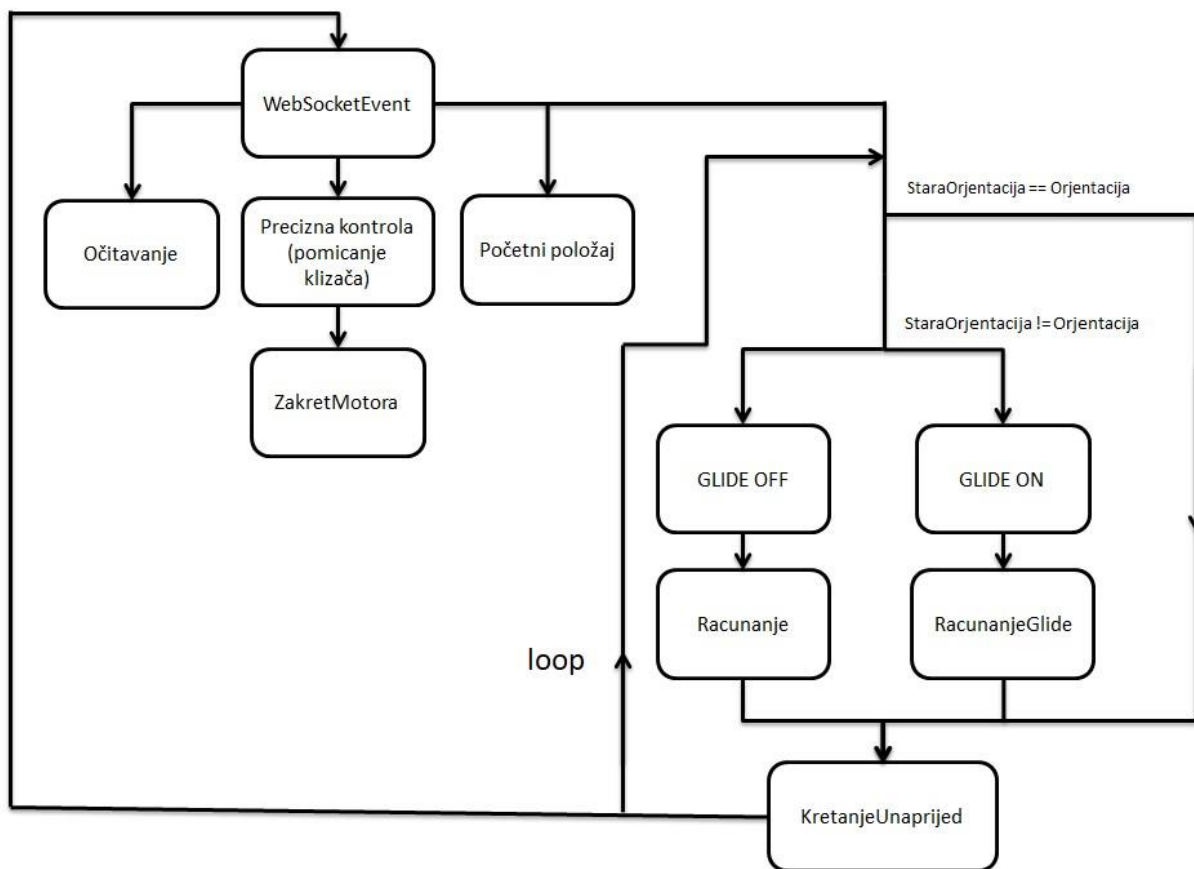 WebSocketEvent
StaraOrjentacija == Orjentacija
Očitavanje
Precizna kontrola
(pomicanje
klizača)
Početni položaj
StaraOrjentacija != Orjentacija
ZakretMotora
GLIDE OFF
GLIDE ON
Racunanje
RacunanjeGlide
loop
KretanjeUnaprijed